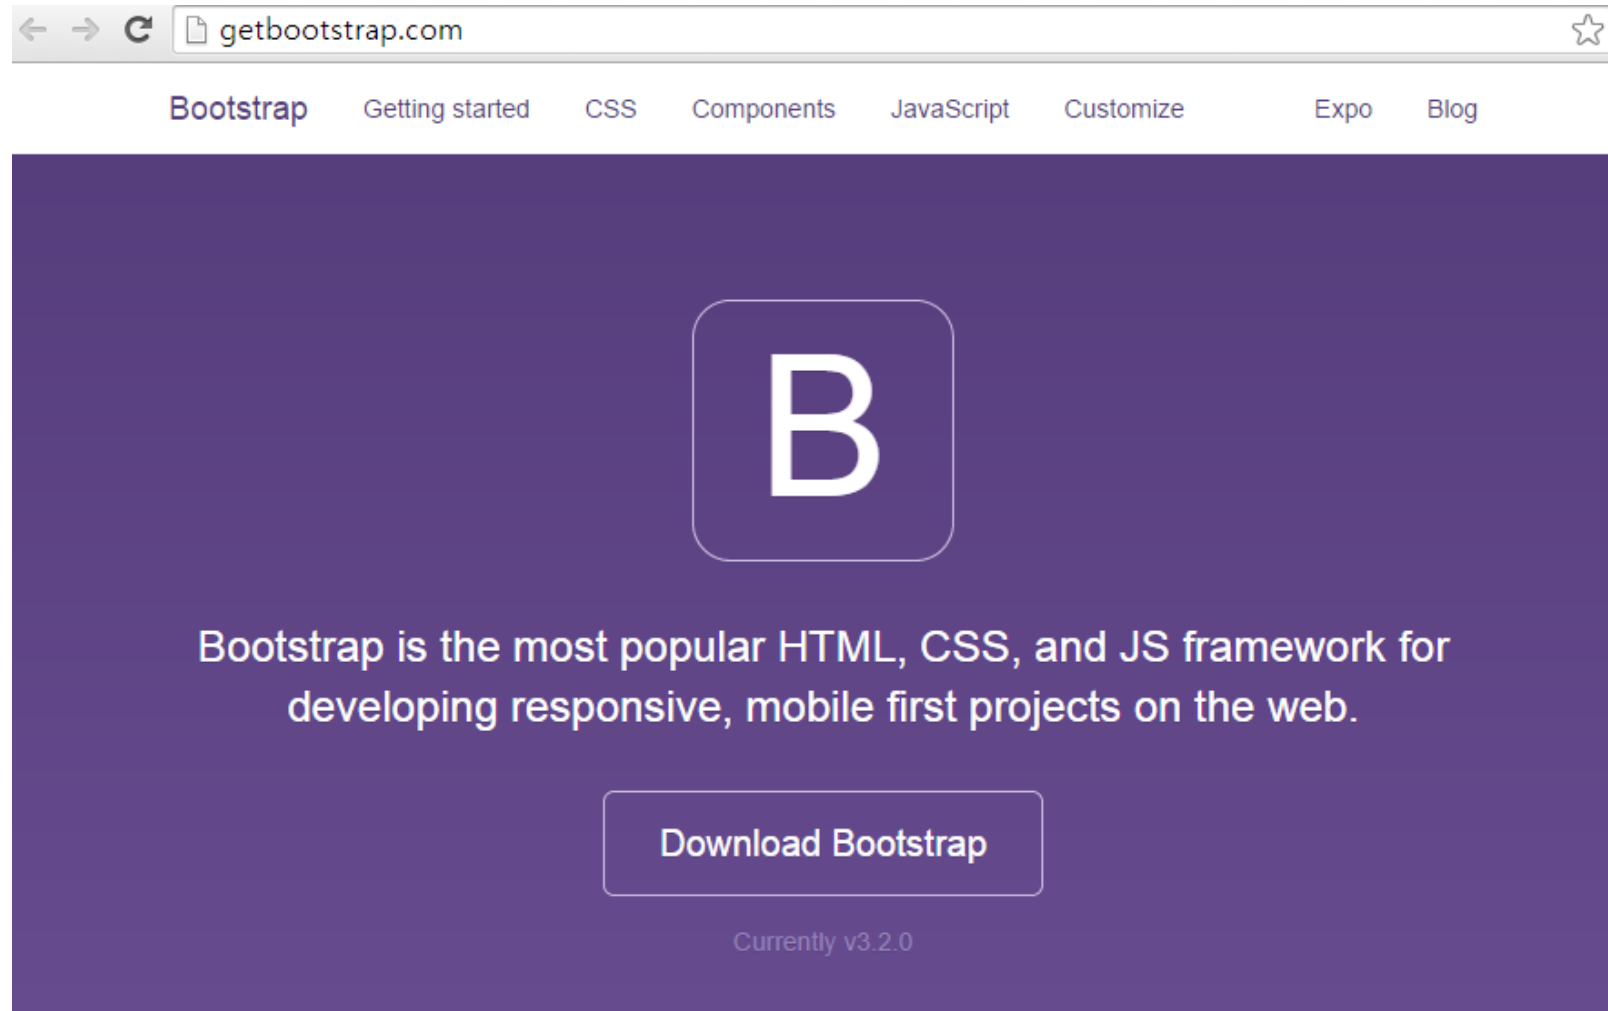 getbootstrap.com
Bootstrap Getting started CSS Components JavaScript Customize Expo Blog
B
Bootstrap is the most popular HTML, CSS, and JS framework for
developing responsive, mobile first projects on the web.
Download Bootstrap
Currently v3.2.0